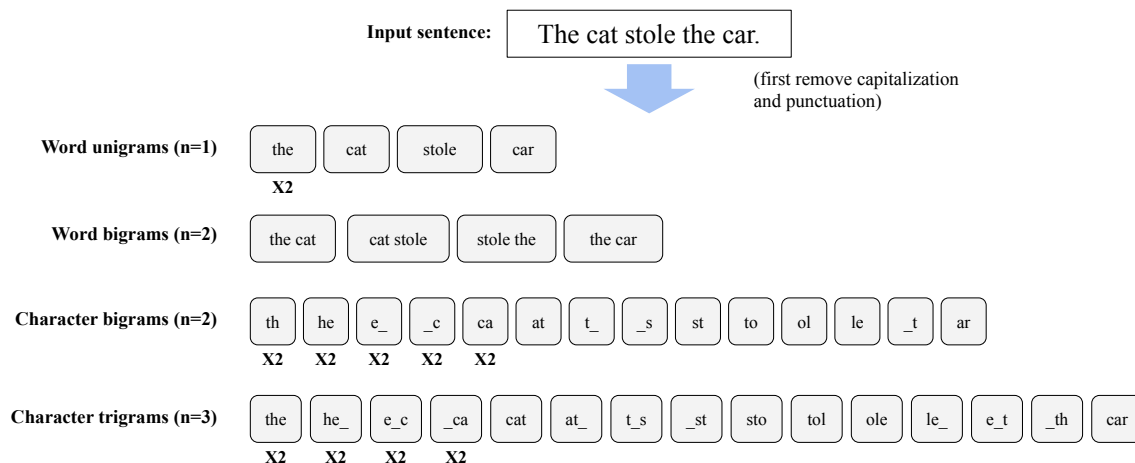 Input sentence: The cat stole the car.
(first remove capitalization
and punctuation)
Word unigrams (n=1) the cat stole car
X2
Word bigrams (n=2) the cat cat stole stole the the car
Character bigrams (n=2) th he e_ _c ca at t_ _s st to ol le _t ar
X2 X2 X2 X2 X2
Character trigrams (n=3) the he_ e_c _ca cat at_ t_s _st sto tol ole le_ e_t _th car
X2 X2 X2 X2